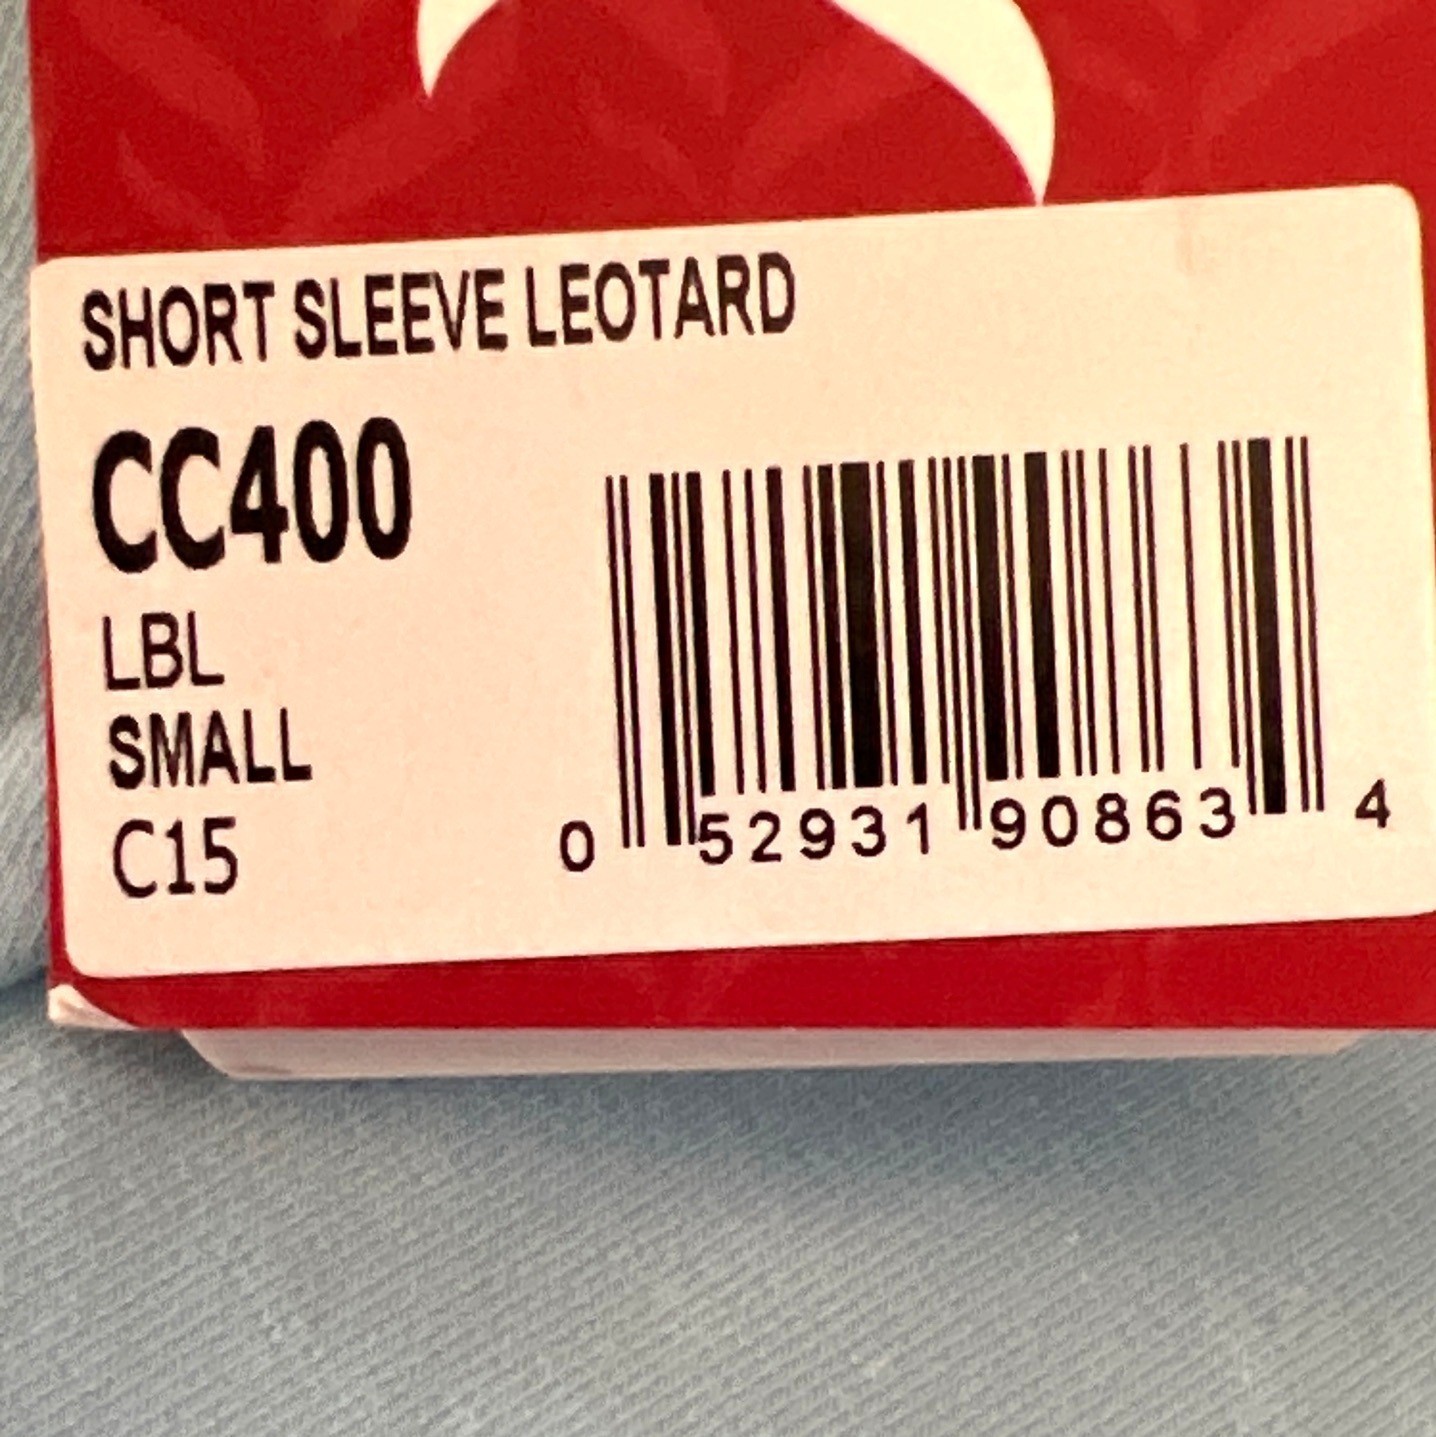 SHORT SLEEVE LEOTARD
CC400
LBL
SMALL
C15
0 52931 90863 4